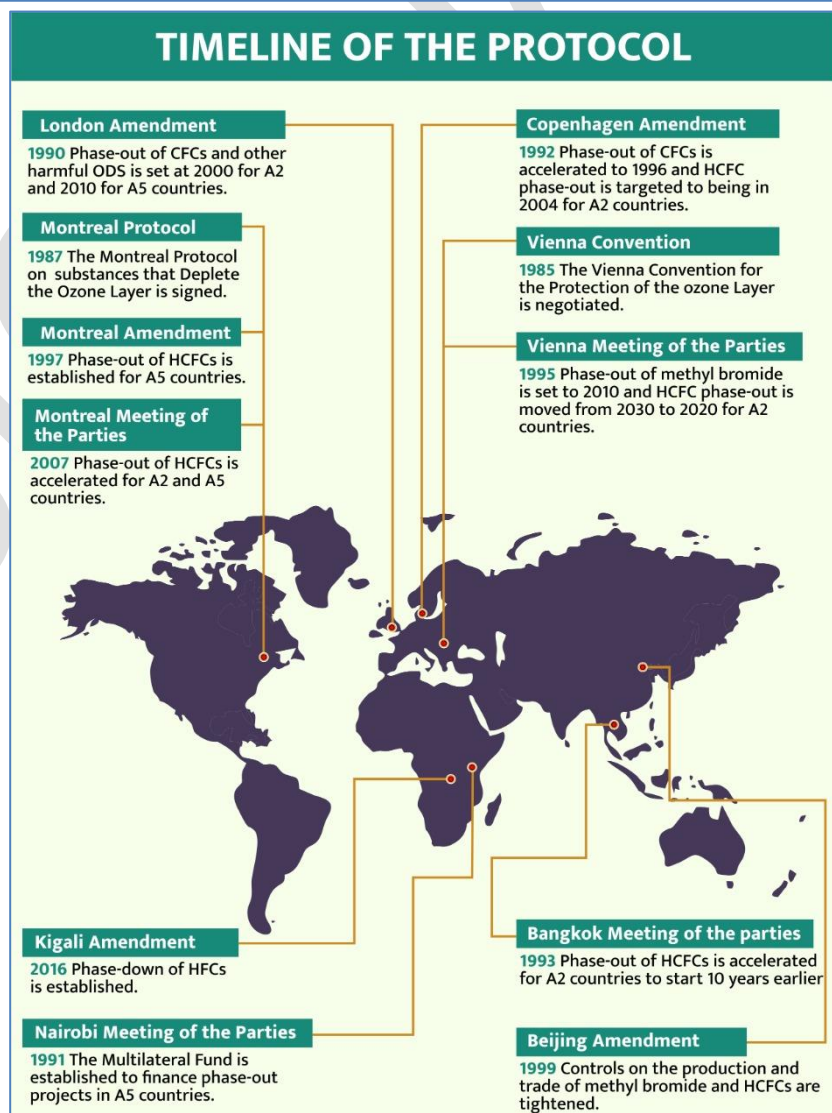 TIMELINE OF THE PROTOCOL
London Amendment
1990 Phase-out of CFCs and other
harmful ODS is set at 2000 for A2
and 2010 for A5 countries.
Montreal Protocol
1987 The Montreal Protocol
on substances that Deplete
the Ozone Layer is signed.
Montreal Amendment
1997 Phase-out of HCFCs is
established for A5 countries.
Montreal Meeting of
the Parties
2007 Phase-out of HCFCs is
accelerated for A2 and A5
countries.
Copenhagen Amendment
1992 Phase-out of CFCs is
accelerated to 1996 and HCFC
phase-out is targeted to being in
2004 for A2 countries.
Vienna Convention
1985 The Vienna Convention for
the Protection of the ozone Layer
is negotiated.
Vienna Meeting of the Parties
1995 Phase-out of methyl bromide
is set to 2010 and HCFC phase-out is
moved from 2030 to 2020 for A2
countries.
Kigali Amendment
2016 Phase-down of HFCs
is established.
Nairobi Meeting of the Parties
1991 The Multilateral Fund is
established to finance phase-out
projects in A5 countries.
Bangkok Meeting of the parties
1993 Phase-out of HCFCs is accelerated
for A2 countries to start 10 years earlier
Beijing Amendment
1999 Controls on the production and
trade of methyl bromide and HCFCs are
tightened.